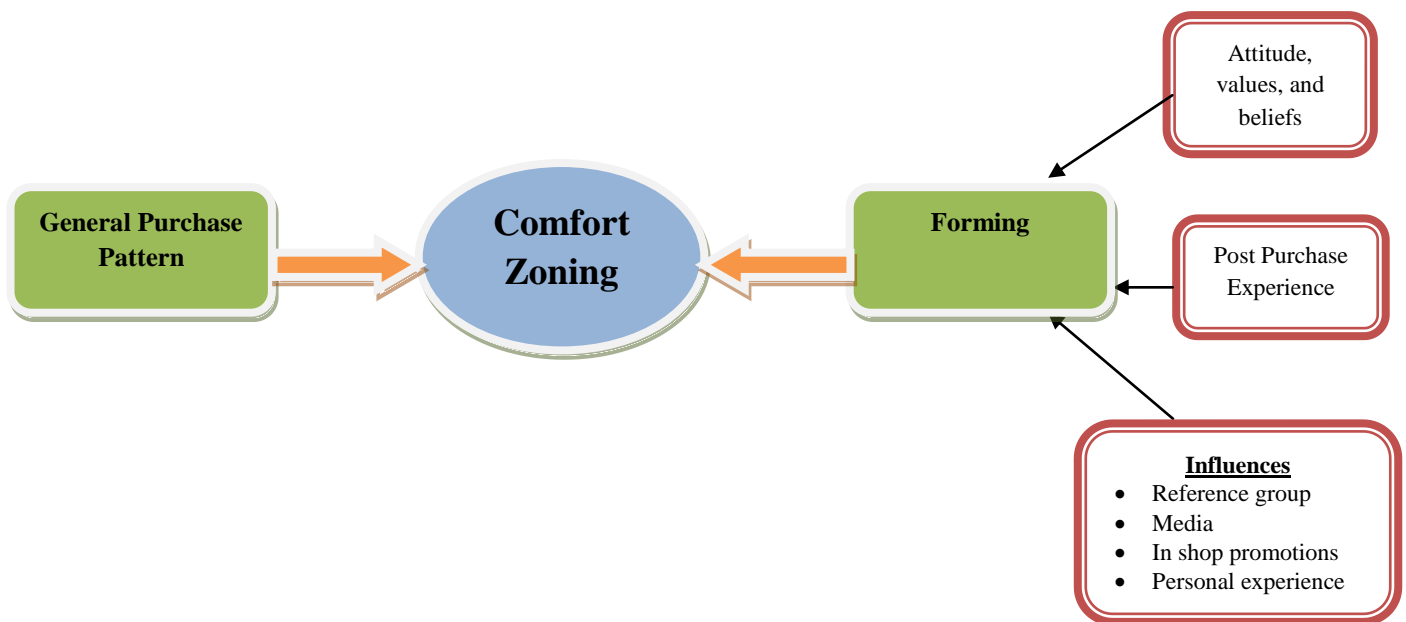 Attitude,
values, and
beliefs
General Purchase
Pattern
Comfort
Zoning
Forming
Post Purchase
Experience
Influences
• Reference group
• Media
• In shop promotions
• Personal experience